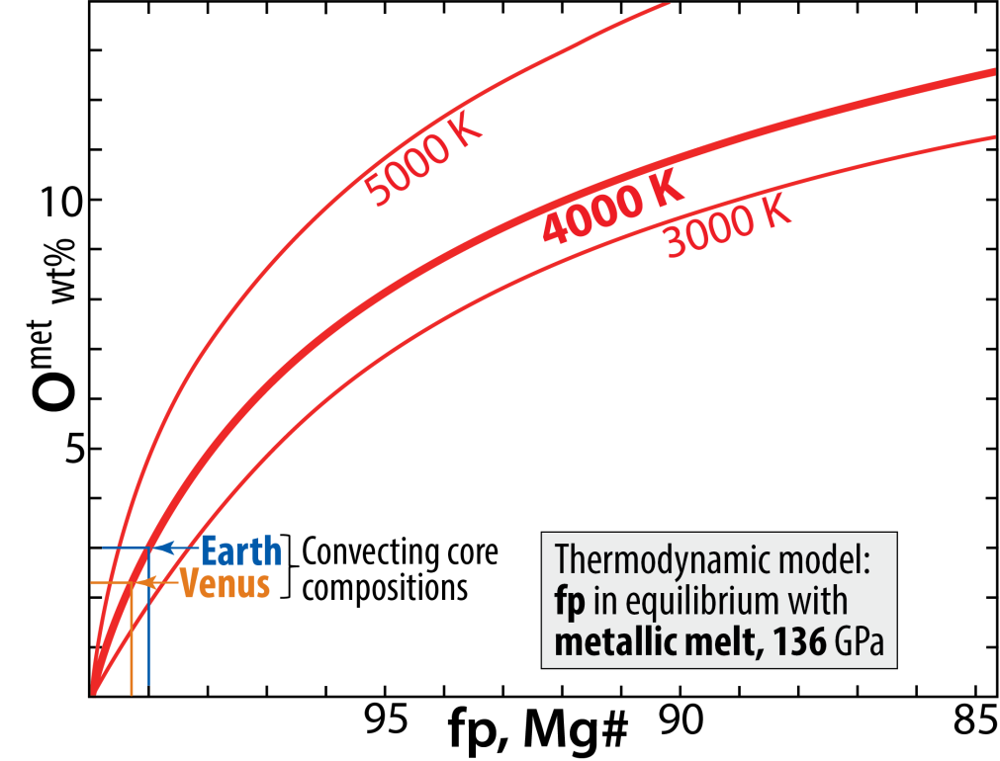 5000 K
4000 K
3000 K
10
5
O^met wt%
Earth
Venus
Convecting core
compositions
Thermodynamic model:
fp in equilibrium with
metallic melt, 136 GPa
95
90
85
fp, Mg#